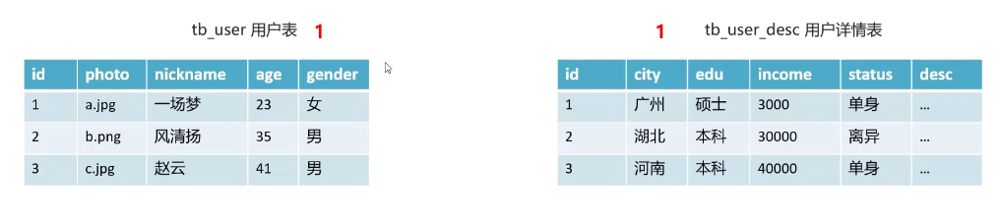 tb_user 用户表 1
id photo nickname age gender
1 a.jpg 一场梦 23 女
2 b.png 风清扬 35 男
3 c.jpg 赵云 41 男
1 tb_user_desc 用户详情表
id city edu income status desc
1 广州 硕士 3000 单身 ...
2 湖北 本科 30000 离异 ...
3 河南 本科 40000 单身 ...